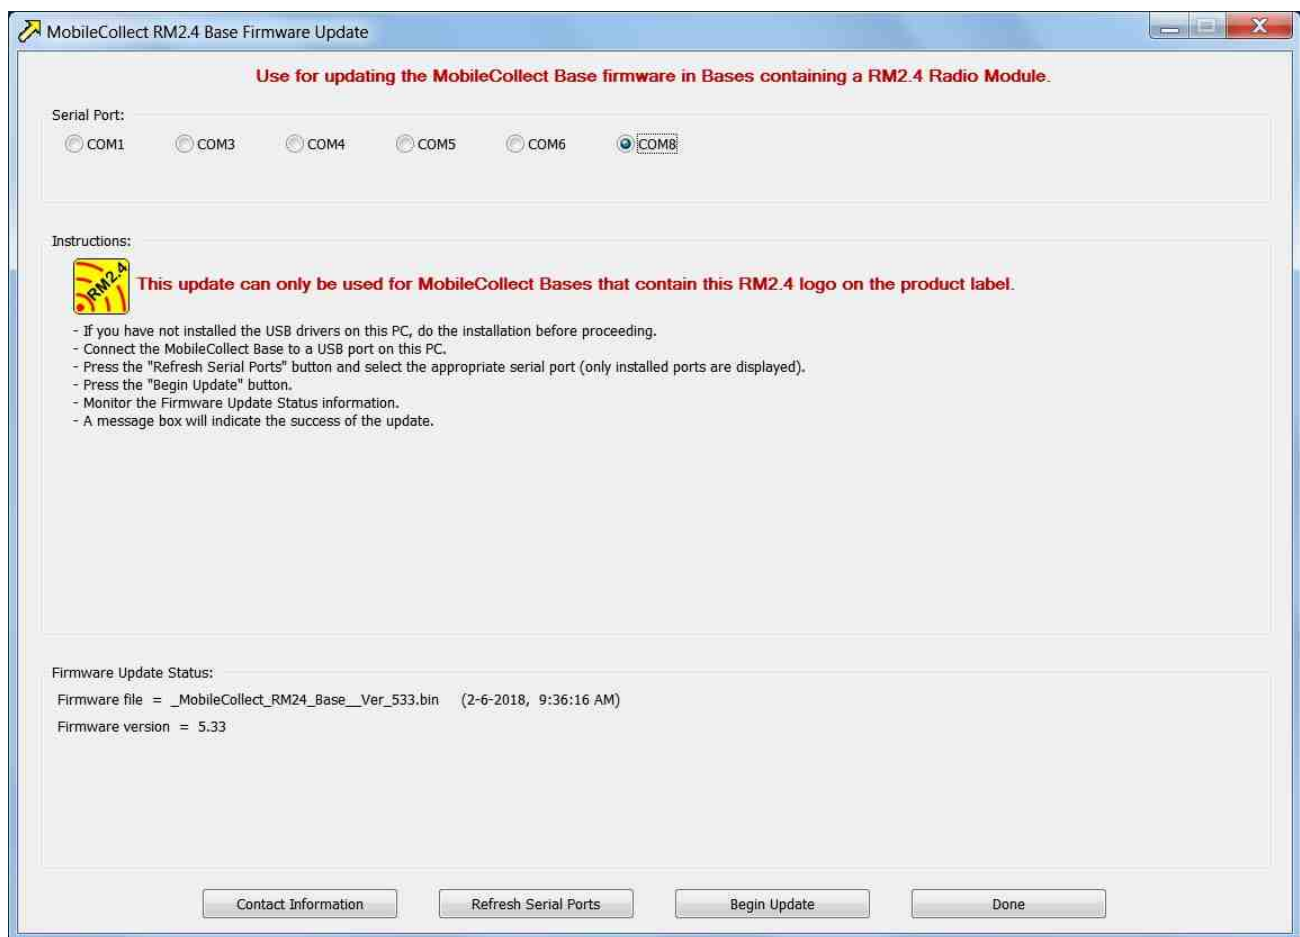 MobileCollect RM2.4 Base Firmware Update
Use for updating the MobileCollect Base firmware in Bases containing a RM2.4 Radio Module.
Serial Port:
COM1 COM3 COM4 COM5 COM6 COM8
Instructions:
RM2.4
This update can only be used for MobileCollect Bases that contain this RM2.4 logo on the product label.
- If you have not installed the USB drivers on this PC, do the installation before proceeding.
- Connect the MobileCollect Base to a USB port on this PC.
- Press the "Refresh Serial Ports" button and select the appropriate serial port (only installed ports are displayed).
- Press the "Begin Update" button.
- Monitor the Firmware Update Status information.
- A message box will indicate the success of the update.
Firmware Update Status:
Firmware file = _MobileCollect_RM24_Base__Ver_533.bin (2-6-2018, 9:36:16 AM)
Firmware version = 5.33
Contact Information Refresh Serial Ports Begin Update Done